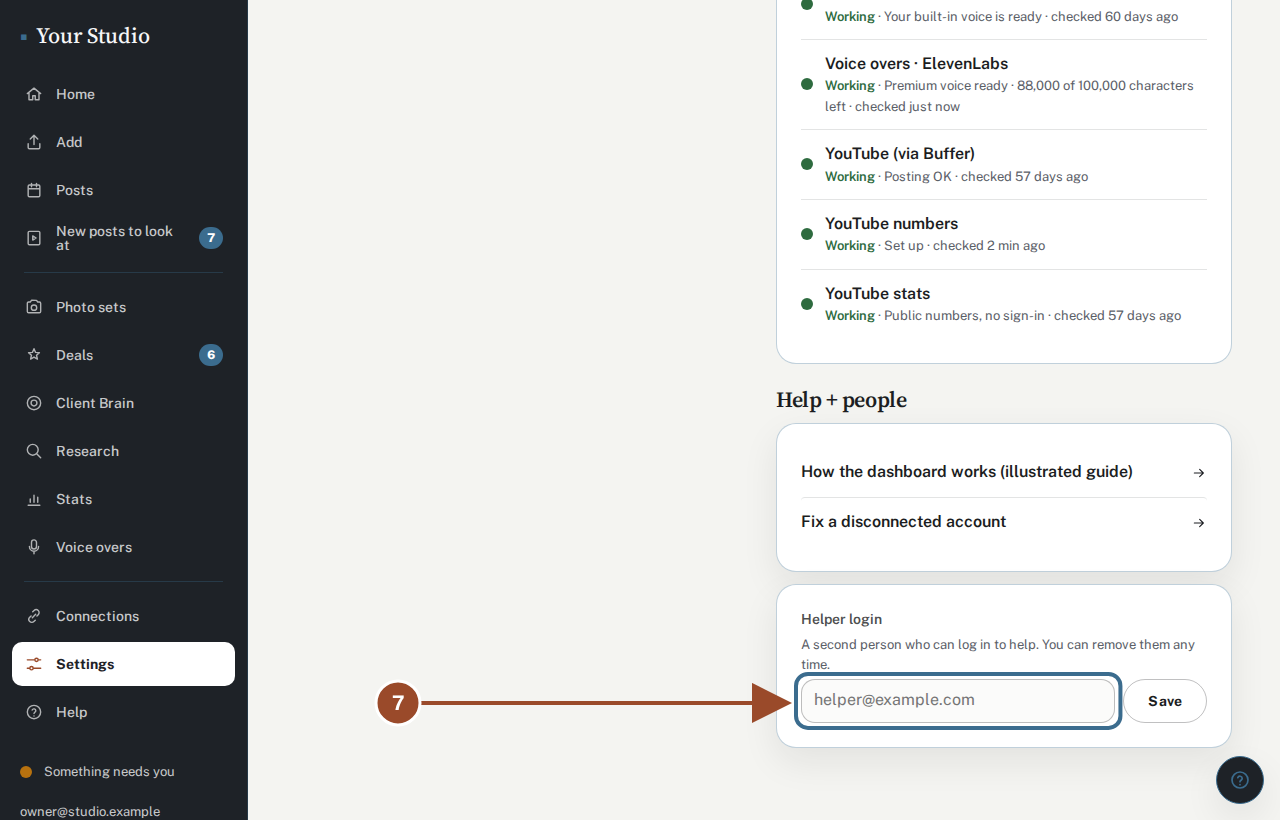 Your Studio
Home
Add
Posts
New posts to look
at
7
Photo sets
Deals
6
Client Brain
Research
Stats
Voice overs
Connections
Settings
Help
Something needs you
owner@studio.example
Working · Your built-in voice is ready · checked 60 days ago
Voice overs · ElevenLabs
Working · Premium voice ready · 88,000 of 100,000 characters
left · checked just now
YouTube (via Buffer)
Working · Posting OK · checked 57 days ago
YouTube numbers
Working · Set up · checked 2 min ago
YouTube stats
Working · Public numbers, no sign-in · checked 57 days ago
Help + people
How the dashboard works (illustrated guide) →
Fix a disconnected account →
Helper login
A second person who can log in to help. You can remove them any
time.
7
helper@example.com
Save